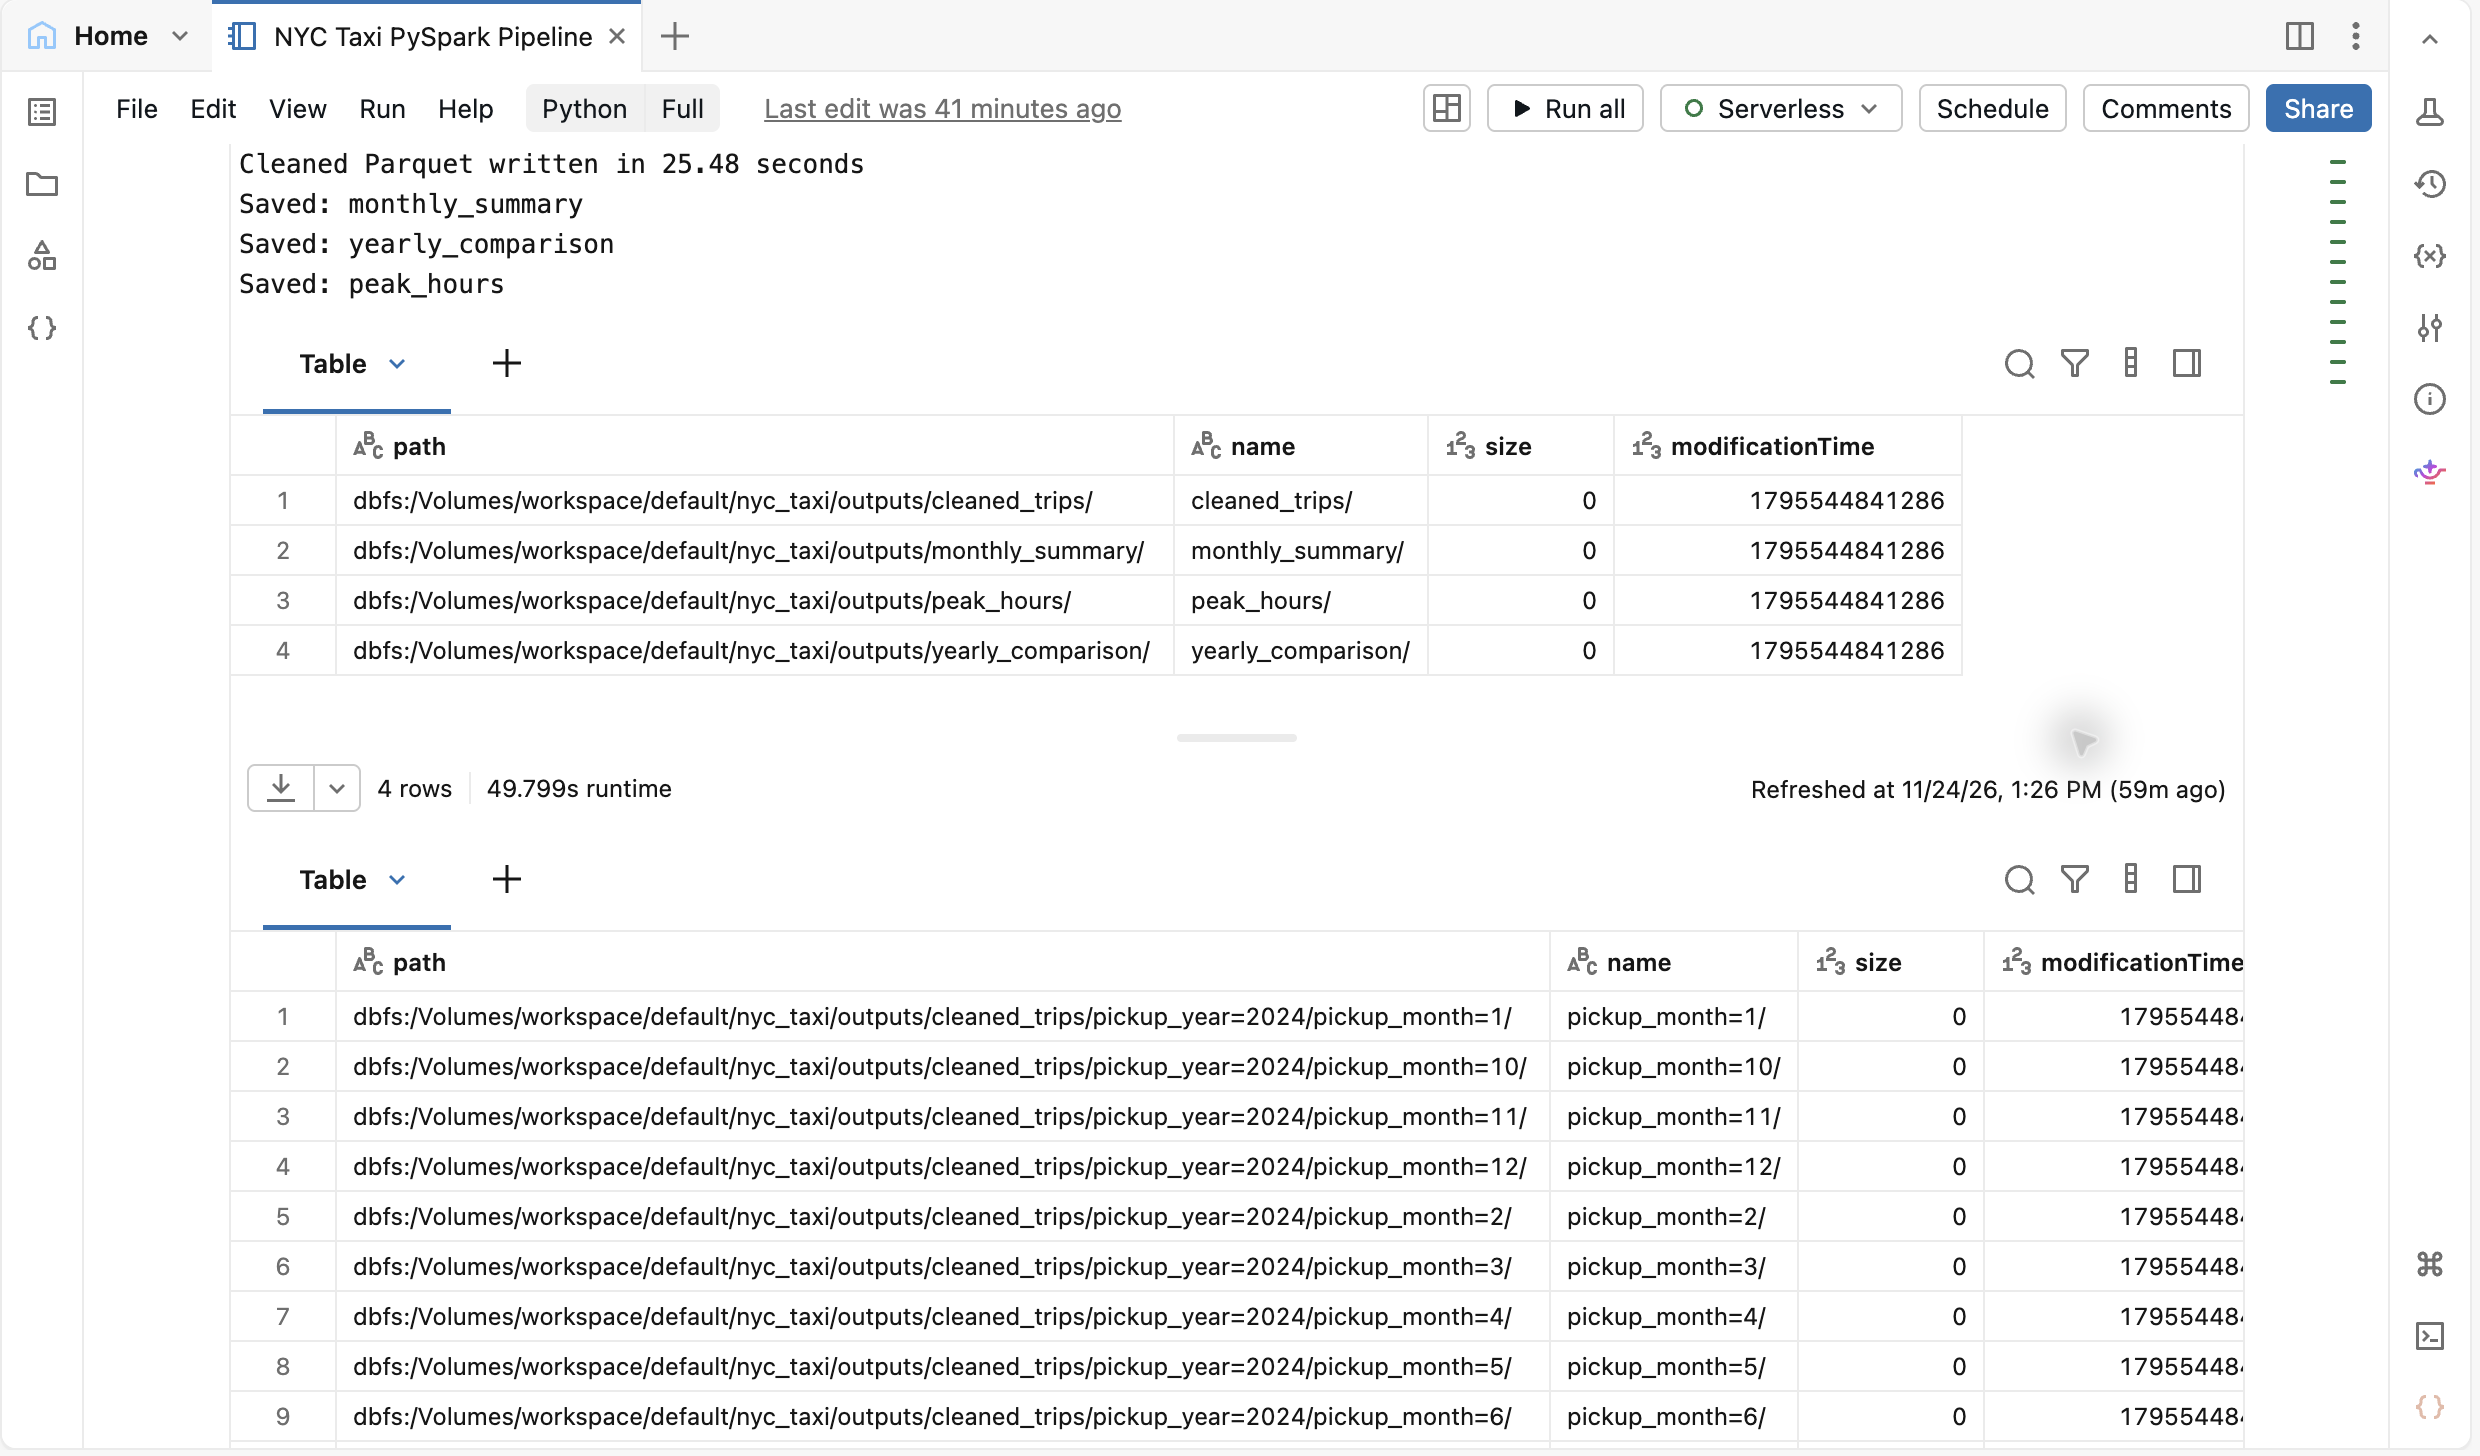 Home NYC Taxi PySpark Pipeline
File Edit View Run Help Python Full Last edit was 41 minutes ago Run all Serverless Schedule Comments Share
Cleaned Parquet written in 25.48 seconds
Saved: monthly_summary
Saved: yearly_comparison
Saved: peak_hours
Table
path name size modificationTime
1 dbfs:/Volumes/workspace/default/nyc_taxi/outputs/cleaned_trips/ cleaned_trips/ 0 1795544841286
2 dbfs:/Volumes/workspace/default/nyc_taxi/outputs/monthly_summary/ monthly_summary/ 0 1795544841286
3 dbfs:/Volumes/workspace/default/nyc_taxi/outputs/peak_hours/ peak_hours/ 0 1795544841286
4 dbfs:/Volumes/workspace/default/nyc_taxi/outputs/yearly_comparison/ yearly_comparison/ 0 1795544841286
4 rows 49.799s runtime Refreshed at 11/24/26, 1:26 PM (59m ago)
Table
path name size modificationTime
1 dbfs:/Volumes/workspace/default/nyc_taxi/outputs/cleaned_trips/pickup_year=2024/pickup_month=1/ pickup_month=1/ 0 179554484
2 dbfs:/Volumes/workspace/default/nyc_taxi/outputs/cleaned_trips/pickup_year=2024/pickup_month=10/ pickup_month=10/ 0 179554484
3 dbfs:/Volumes/workspace/default/nyc_taxi/outputs/cleaned_trips/pickup_year=2024/pickup_month=11/ pickup_month=11/ 0 179554484
4 dbfs:/Volumes/workspace/default/nyc_taxi/outputs/cleaned_trips/pickup_year=2024/pickup_month=12/ pickup_month=12/ 0 179554484
5 dbfs:/Volumes/workspace/default/nyc_taxi/outputs/cleaned_trips/pickup_year=2024/pickup_month=2/ pickup_month=2/ 0 179554484
6 dbfs:/Volumes/workspace/default/nyc_taxi/outputs/cleaned_trips/pickup_year=2024/pickup_month=3/ pickup_month=3/ 0 179554484
7 dbfs:/Volumes/workspace/default/nyc_taxi/outputs/cleaned_trips/pickup_year=2024/pickup_month=4/ pickup_month=4/ 0 179554484
8 dbfs:/Volumes/workspace/default/nyc_taxi/outputs/cleaned_trips/pickup_year=2024/pickup_month=5/ pickup_month=5/ 0 179554484
9 dbfs:/Volumes/workspace/default/nyc_taxi/outputs/cleaned_trips/pickup_year=2024/pickup_month=6/ pickup_month=6/ 0 179554484